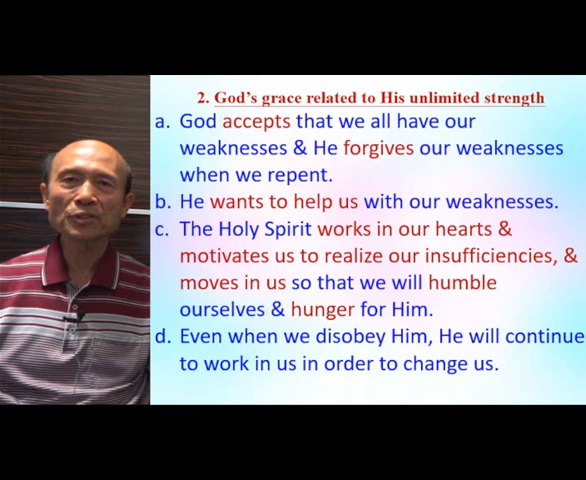 2. God's grace related to His unlimited strength
a. God accepts that we all have our
weaknesses & He forgives our weaknesses
when we repent.
b. He wants to help us with our weaknesses.
c. The Holy Spirit works in our hearts &
motivates us to realize our insufficiencies, &
moves in us so that we will humble
ourselves & hunger for Him.
d. Even when we disobey Him, He will continue
to work in us in order to change us.